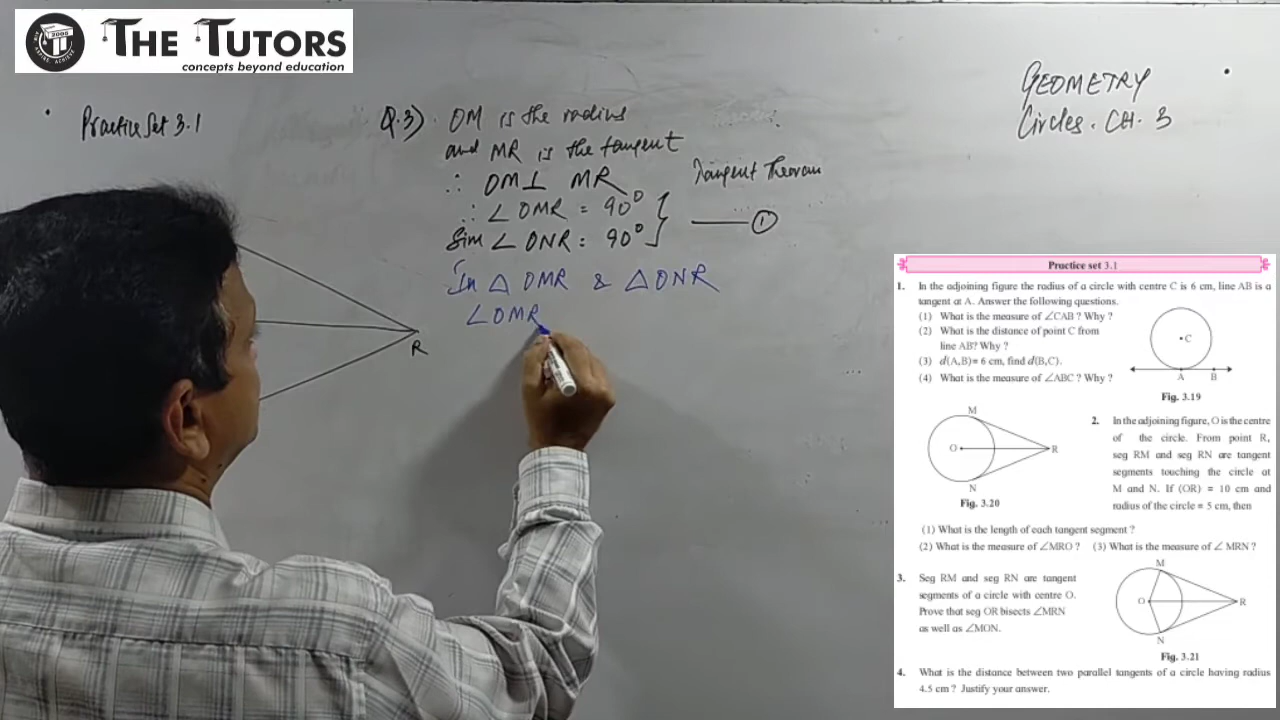 THE TUTORS
concepts beyond education
2008
Practice Set 3.1
Q.3) OM is the radius
and MR is the tangent
∴ OM ⊥ MR
Tangent Theoram
∴ ∠OMR = 90°
Sim ∠ONR = 90°
①
In △OMR & △ONR
∠OMR
R
GEOMETRY
Circles. CH. 3
Practice set 3.1
1. In the adjoining figure the radius of a circle with centre C is 6 cm, line AB is a
tangent at A. Answer the following questions.
(1) What is the measure of ∠CAB ? Why ?
(2) What is the distance of point C from
line AB? Why ?
(3) d(A,B)= 6 cm, find d(B,C).
(4) What is the measure of ∠ABC ? Why ?
C
A B
Fig. 3.19
M
O R
N
Fig. 3.20
2. In the adjoining figure, O is the centre
of the circle. From point R,
seg RM and seg RN are tangent
segments touching the circle at
M and N. If (OR) = 10 cm and
radius of the circle = 5 cm, then
(1) What is the length of each tangent segment ?
(2) What is the measure of ∠MRO ? (3) What is the measure of ∠ MRN ?
3. Seg RM and seg RN are tangent
segments of a circle with centre O.
Prove that seg OR bisects ∠MRN
as well as ∠MON.
M
O R
N
Fig. 3.21
4. What is the distance between two parallel tangents of a circle having radius
4.5 cm ? Justify your answer.